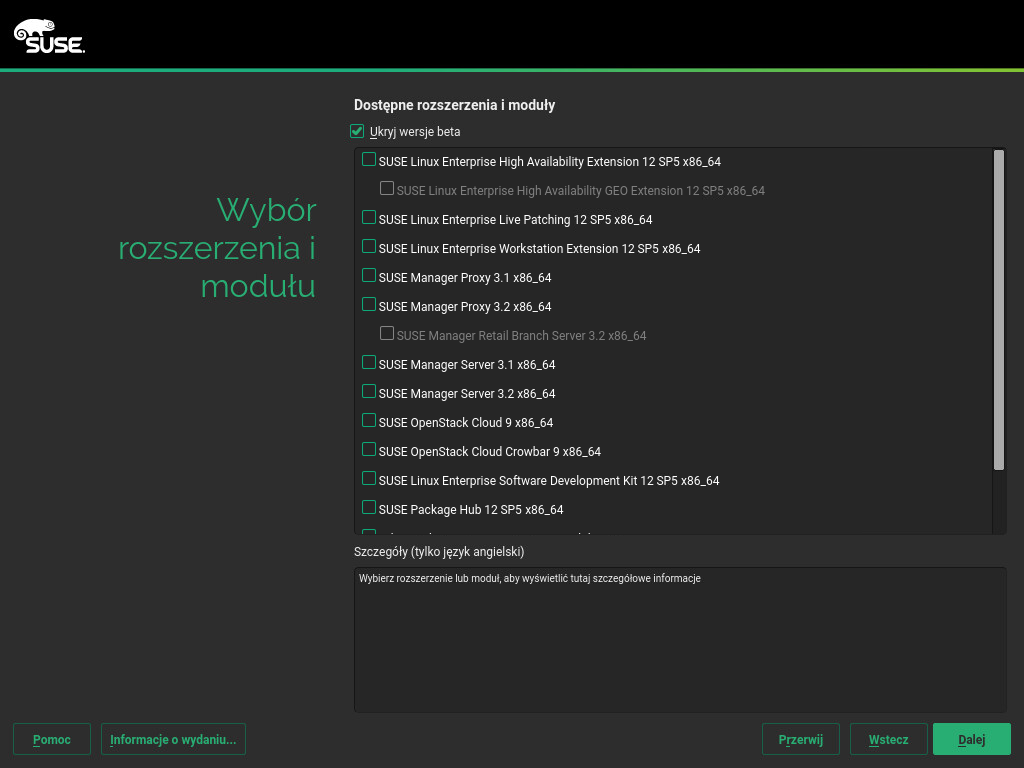 SUSE
Dostępne rozszerzenia i moduły
Ukryj wersje beta
Wybór
rozszerzenia i
modułu
SUSE Linux Enterprise High Availability Extension 12 SP5 x86_64
SUSE Linux Enterprise High Availability GEO Extension 12 SP5 x86_64
SUSE Linux Enterprise Live Patching 12 SP5 x86_64
SUSE Linux Enterprise Workstation Extension 12 SP5 x86_64
SUSE Manager Proxy 3.1 x86_64
SUSE Manager Proxy 3.2 x86_64
SUSE Manager Retail Branch Server 3.2 x86_64
SUSE Manager Server 3.1 x86_64
SUSE Manager Server 3.2 x86_64
SUSE OpenStack Cloud 9 x86_64
SUSE OpenStack Cloud Crowbar 9 x86_64
SUSE Linux Enterprise Software Development Kit 12 SP5 x86_64
SUSE Package Hub 12 SP5 x86_64
Szczegóły (tylko język angielski)
Wybierz rozszerzenie lub moduł, aby wyświetlić tutaj szczegółowe informacje
Pomoc
Informacje o wydaniu...
Przerwij
Wstecz
Dalej